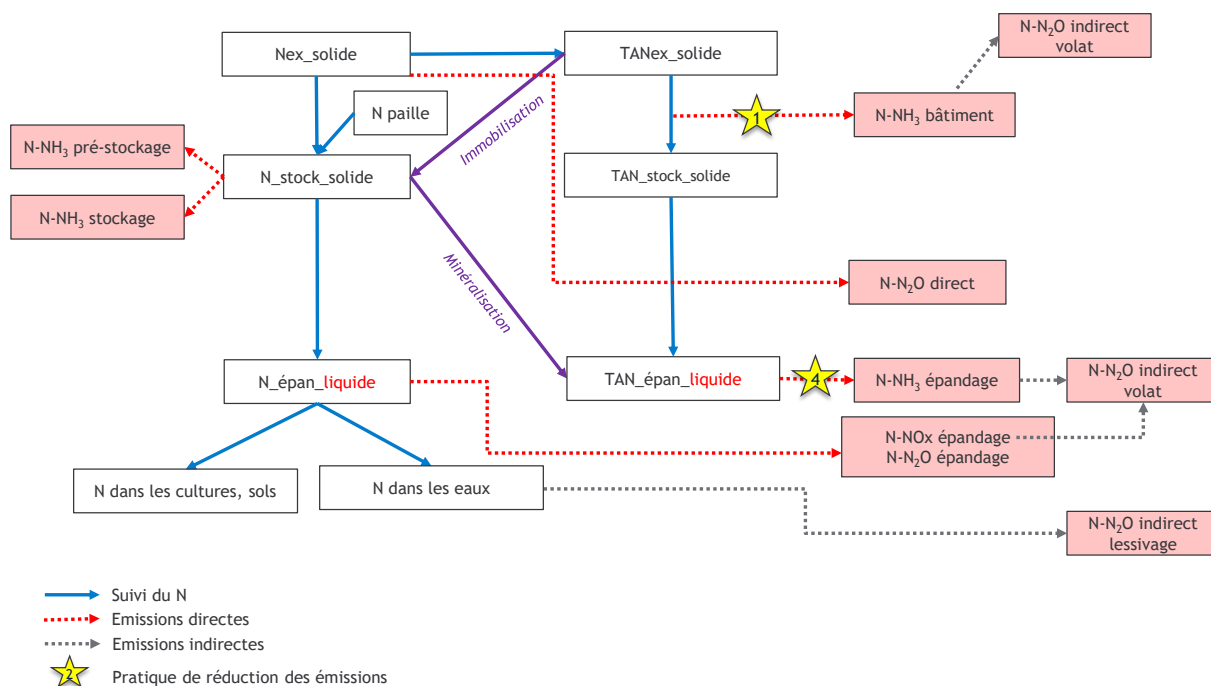 N-N₂O indirect
volat
Nex_solide
TANex_solide
N paille
1
N-NH₃ bâtiment
Immobilisation
N-NH₃ pré-stockage
N_stock_solide
TAN_stock_solide
N-NH₃ stockage
Minéralisation
N-N₂O direct
N_épan_liquide
TAN_épan_liquide
4
N-NH₃ épandage
N-N₂O indirect
volat
N-NOx épandage
N-N₂O épandage
N dans les cultures, sols
N dans les eaux
N-N₂O indirect
lessivage
Suivi du N
Emissions directes
Emissions indirectes
2
Pratique de réduction des émissions